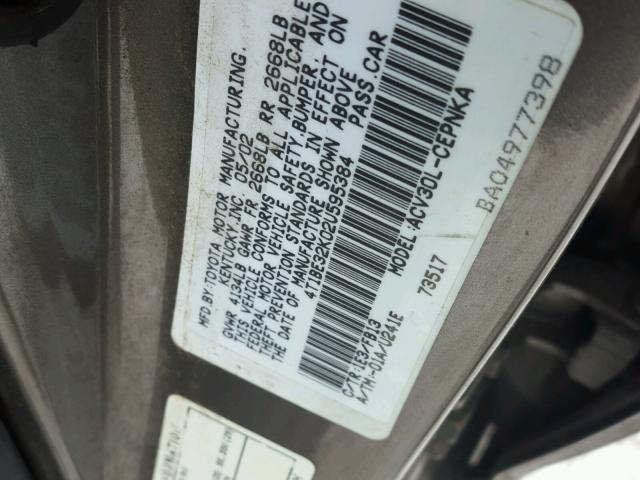 MFD BY:TOYOTA MOTOR MANUFACTURING.
KENTUCKY,INC. 05/02
GVWR 4134LB GAWR FR 2668LB RR 2668LB
THIS VEHICLE CONFORMS TO ALL APPLICABLE
FEDERAL MOTOR VEHICLE SAFETY,BUMPER, AND
THEFT PREVENTION STANDARDS IN EFFECT ON
THE DATE OF MANUFACTURE SHOWN ABOVE
4T1BE32K02U595384 PASS.CAR
C/TR:1E3/FB13 MODEL:ACV30L-CEPNKA
A/TM:-01A/U241E 73517
BA04977398